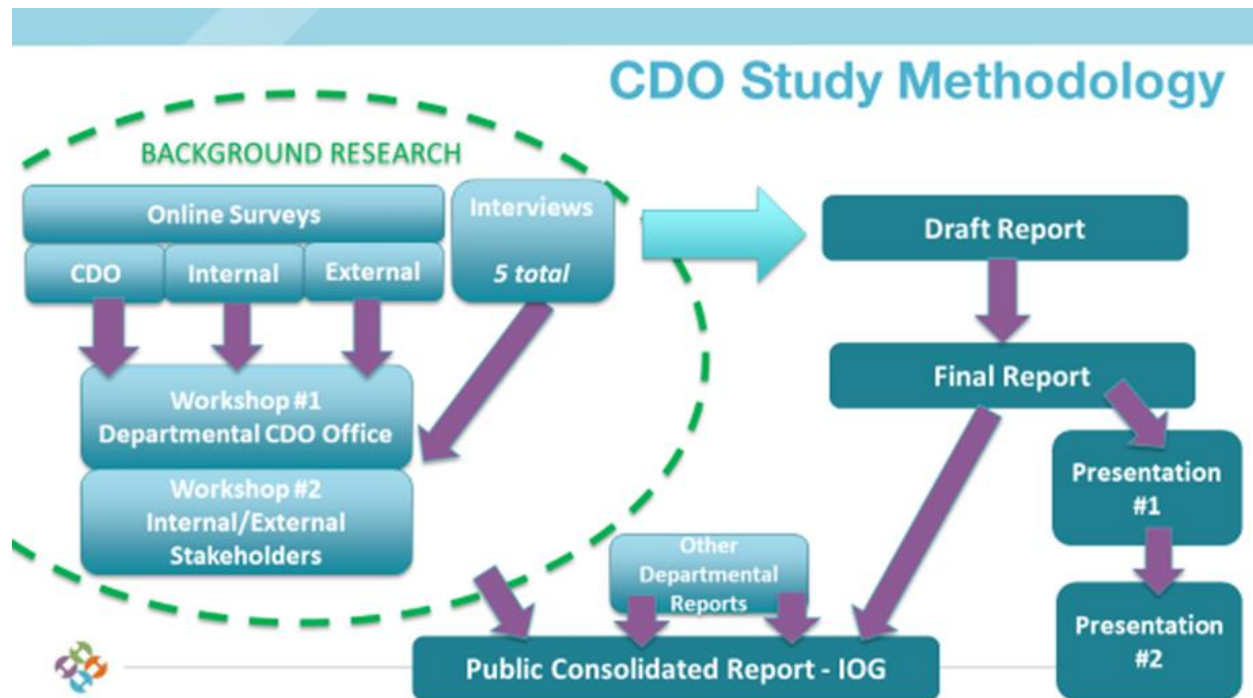 CDO Study Methodology
BACKGROUND RESEARCH
Online Surveys
CDO
Internal
External
Interviews
5 total
Workshop #1
Departmental CDO Office
Workshop #2
Internal/External
Stakeholders
Draft Report
Final Report
Presentation
#1
Presentation
#2
Other
Departmental
Reports
Public Consolidated Report - IOG